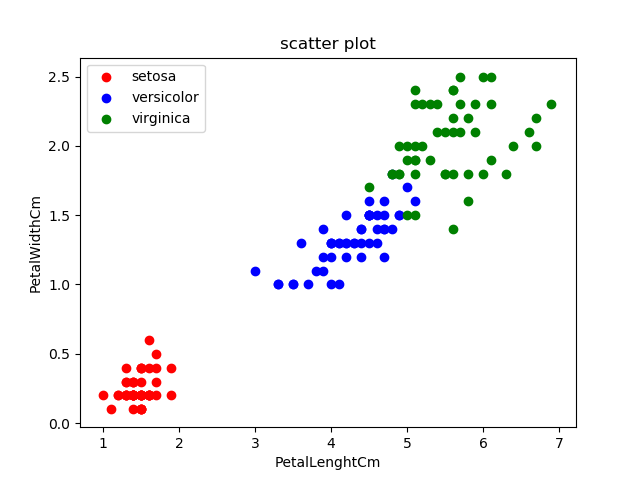 scatter plot
setosa
versicolor
virginica
PetalWidthCm
2.5
2.0
1.5
1.0
0.5
0.0
1 2 3 4 5 6 7
PetalLenghtCm